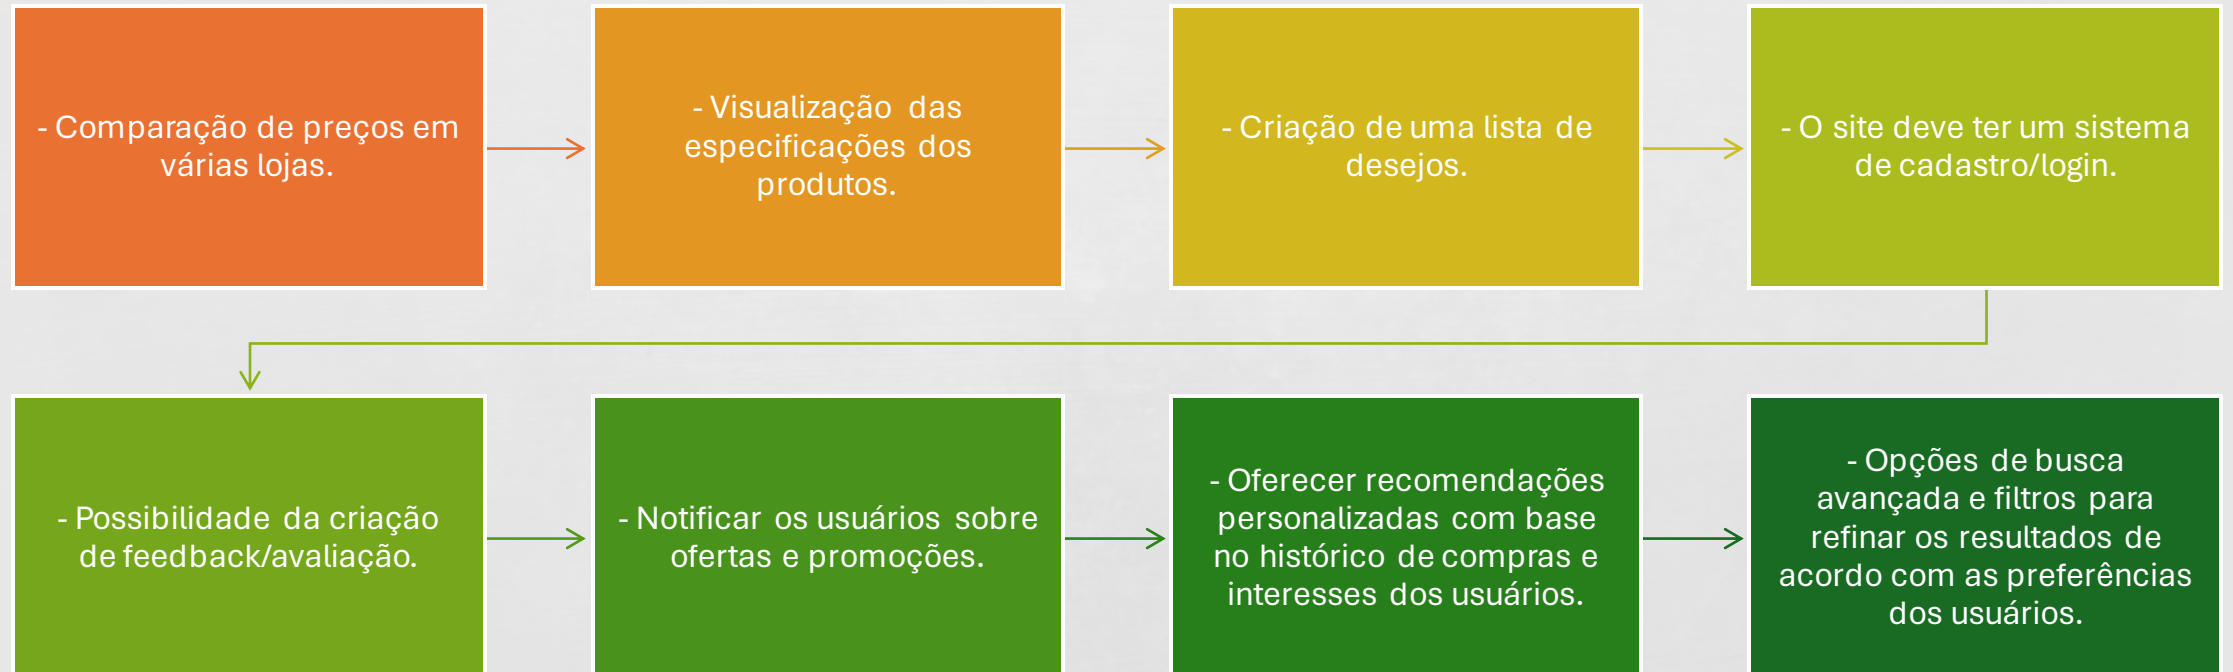 - Comparação de preços em
várias lojas.
- Visualização das
especificações dos
produtos.
- Criação de uma lista de
desejos.
- O site deve ter um sistema
de cadastro/login.
- Possibilidade da criação
de feedback/avaliação.
- Notificar os usuários sobre
ofertas e promoções.
- Oferecer recomendações
personalizadas com base
no histórico de compras e
interesses dos usuários.
- Opções de busca
avançada e filtros para
refinar os resultados de
acordo com as preferências
dos usuários.